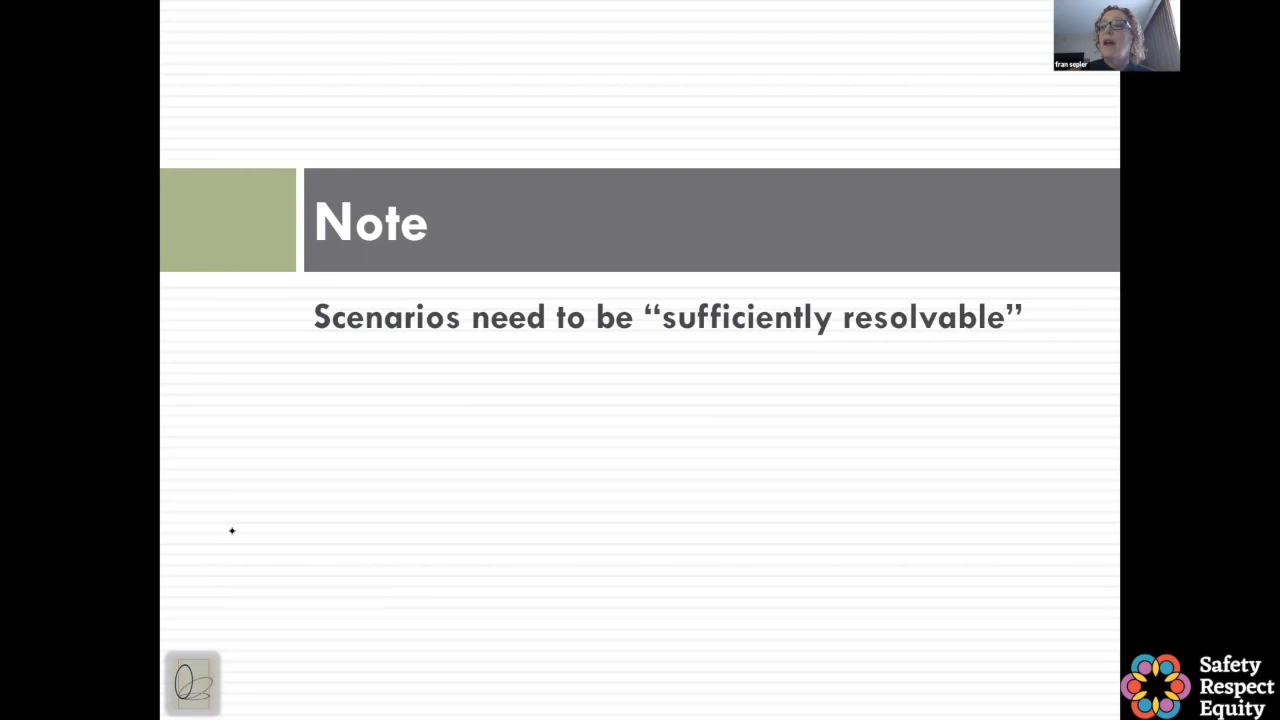 fran sepler
Note
Scenarios need to be “sufficiently resolvable”
Safety
Respect
Equity